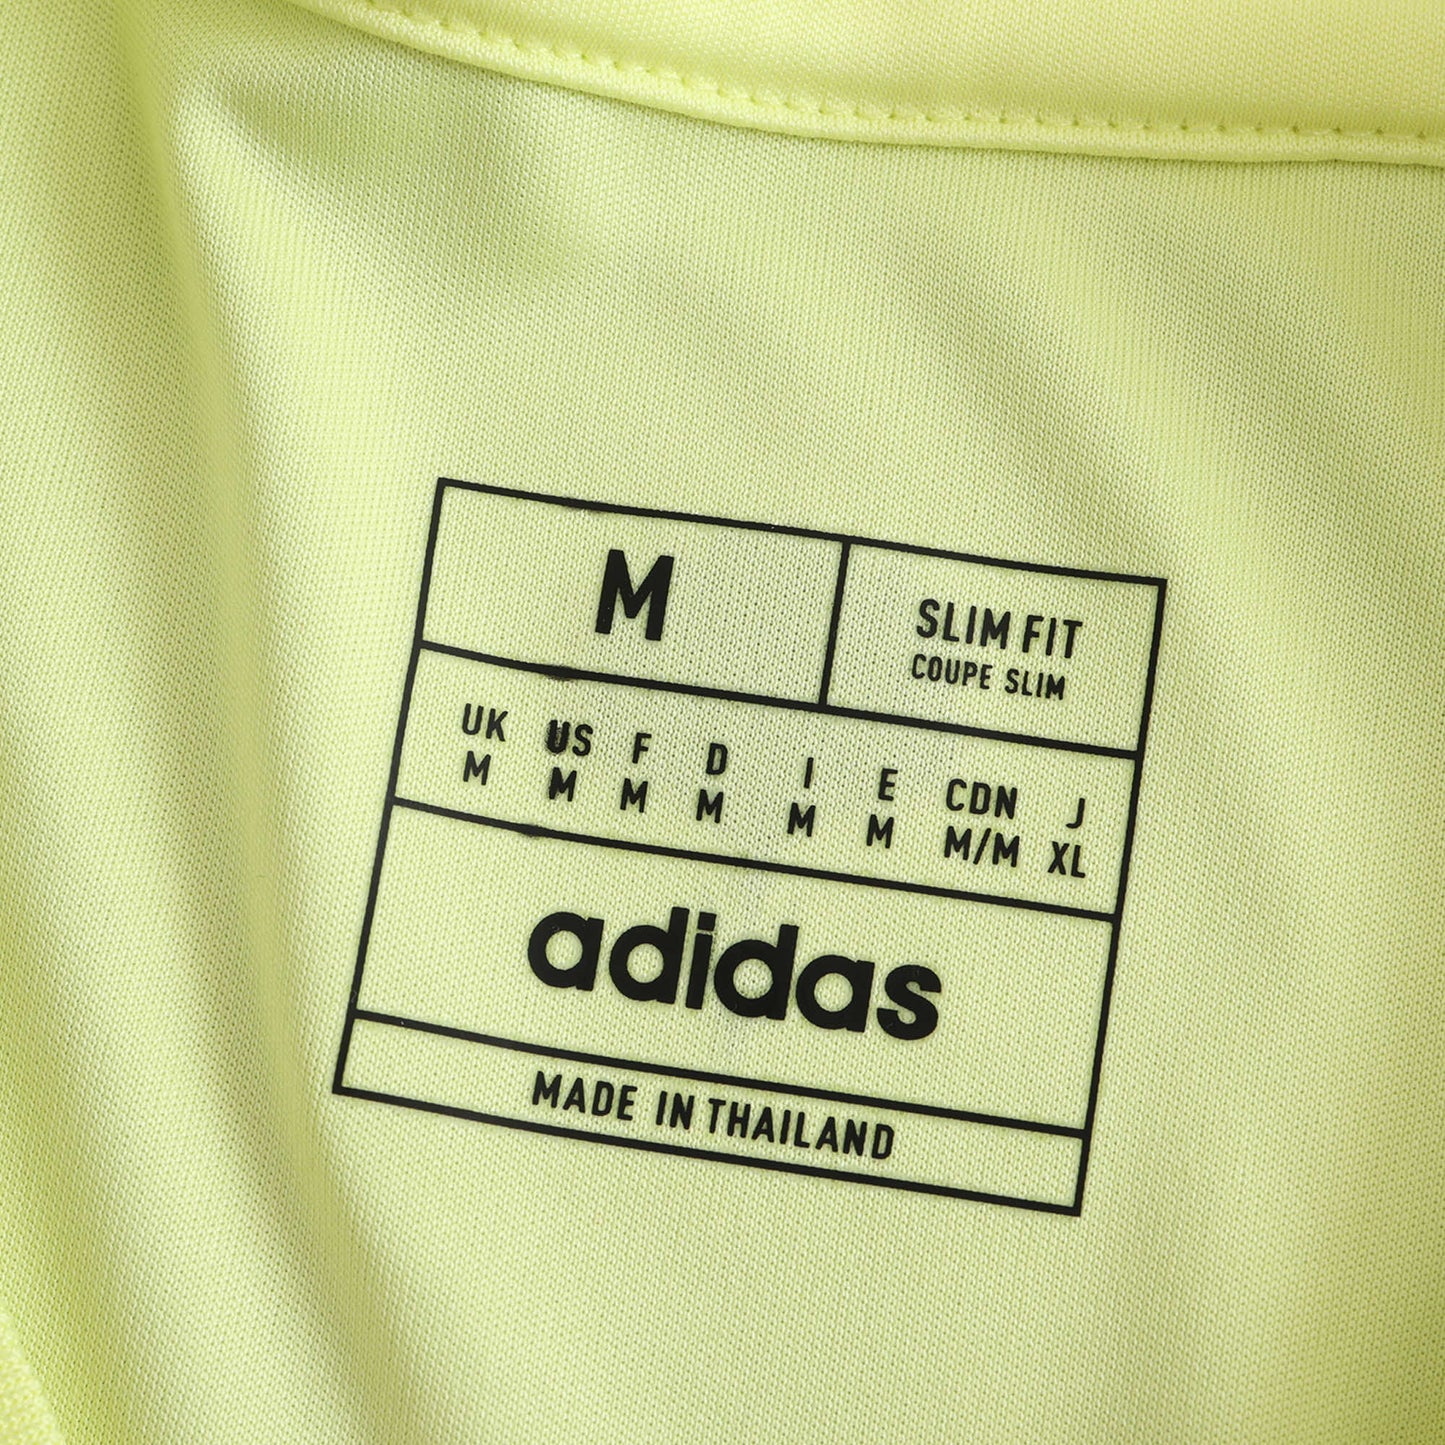 M
SLIM FIT
COUPE SLIM
UK US F D I E CDN J
M M M M M M M/M XL
adidas
MADE IN THAILAND